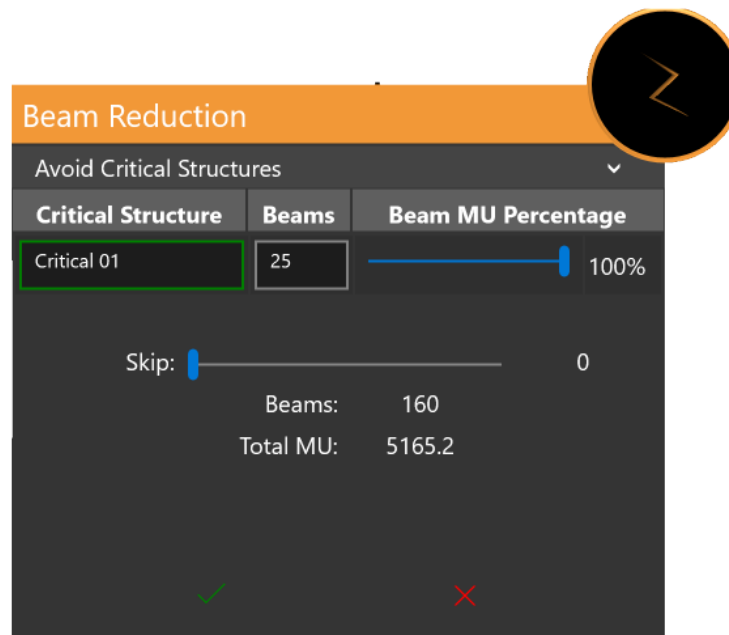 Beam Reduction
Avoid Critical Structures
Critical Structure Beams Beam MU Percentage
Critical 01 25 100%
Skip: 0
Beams: 160
Total MU: 5165.2